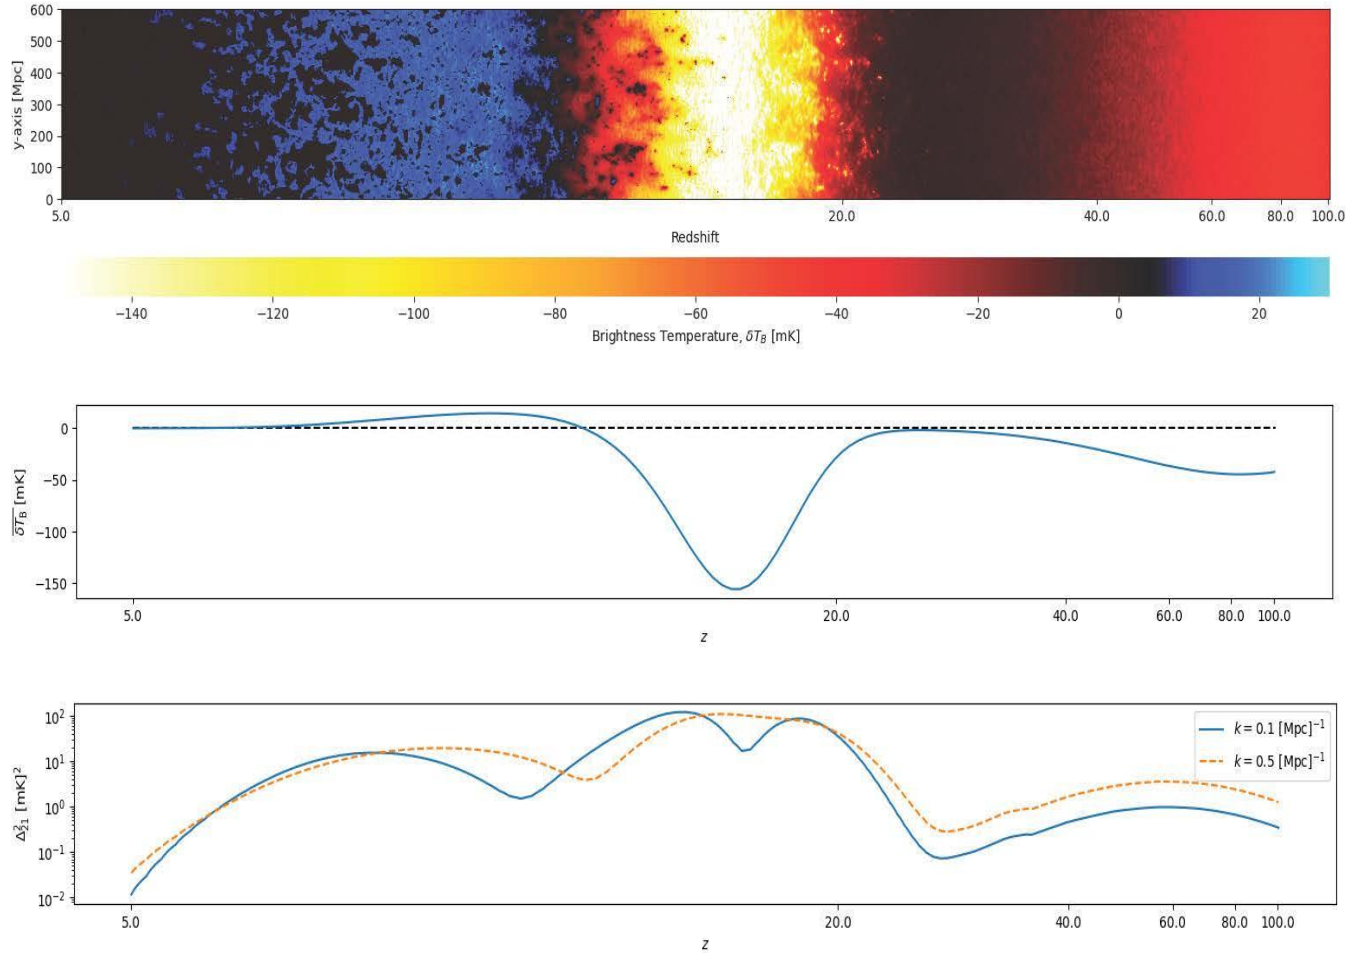 600
500
400
300
200
100
0
y-axis [Mpc]
5.0 20.0 40.0 60.0 80.0 100.0
Redshift
−140 −120 −100 −80 −60 −40 −20 0 20
Brightness Temperature, δT_B [mK]
0
−50
−100
−150
δT_B [mK]
5.0 20.0 40.0 60.0 80.0 100.0
z
10²
10¹
10⁰
10⁻¹
10⁻²
Δ²₂₁ [mK]²
k = 0.1 [Mpc]⁻¹
k = 0.5 [Mpc]⁻¹
5.0 20.0 40.0 60.0 80.0 100.0
z